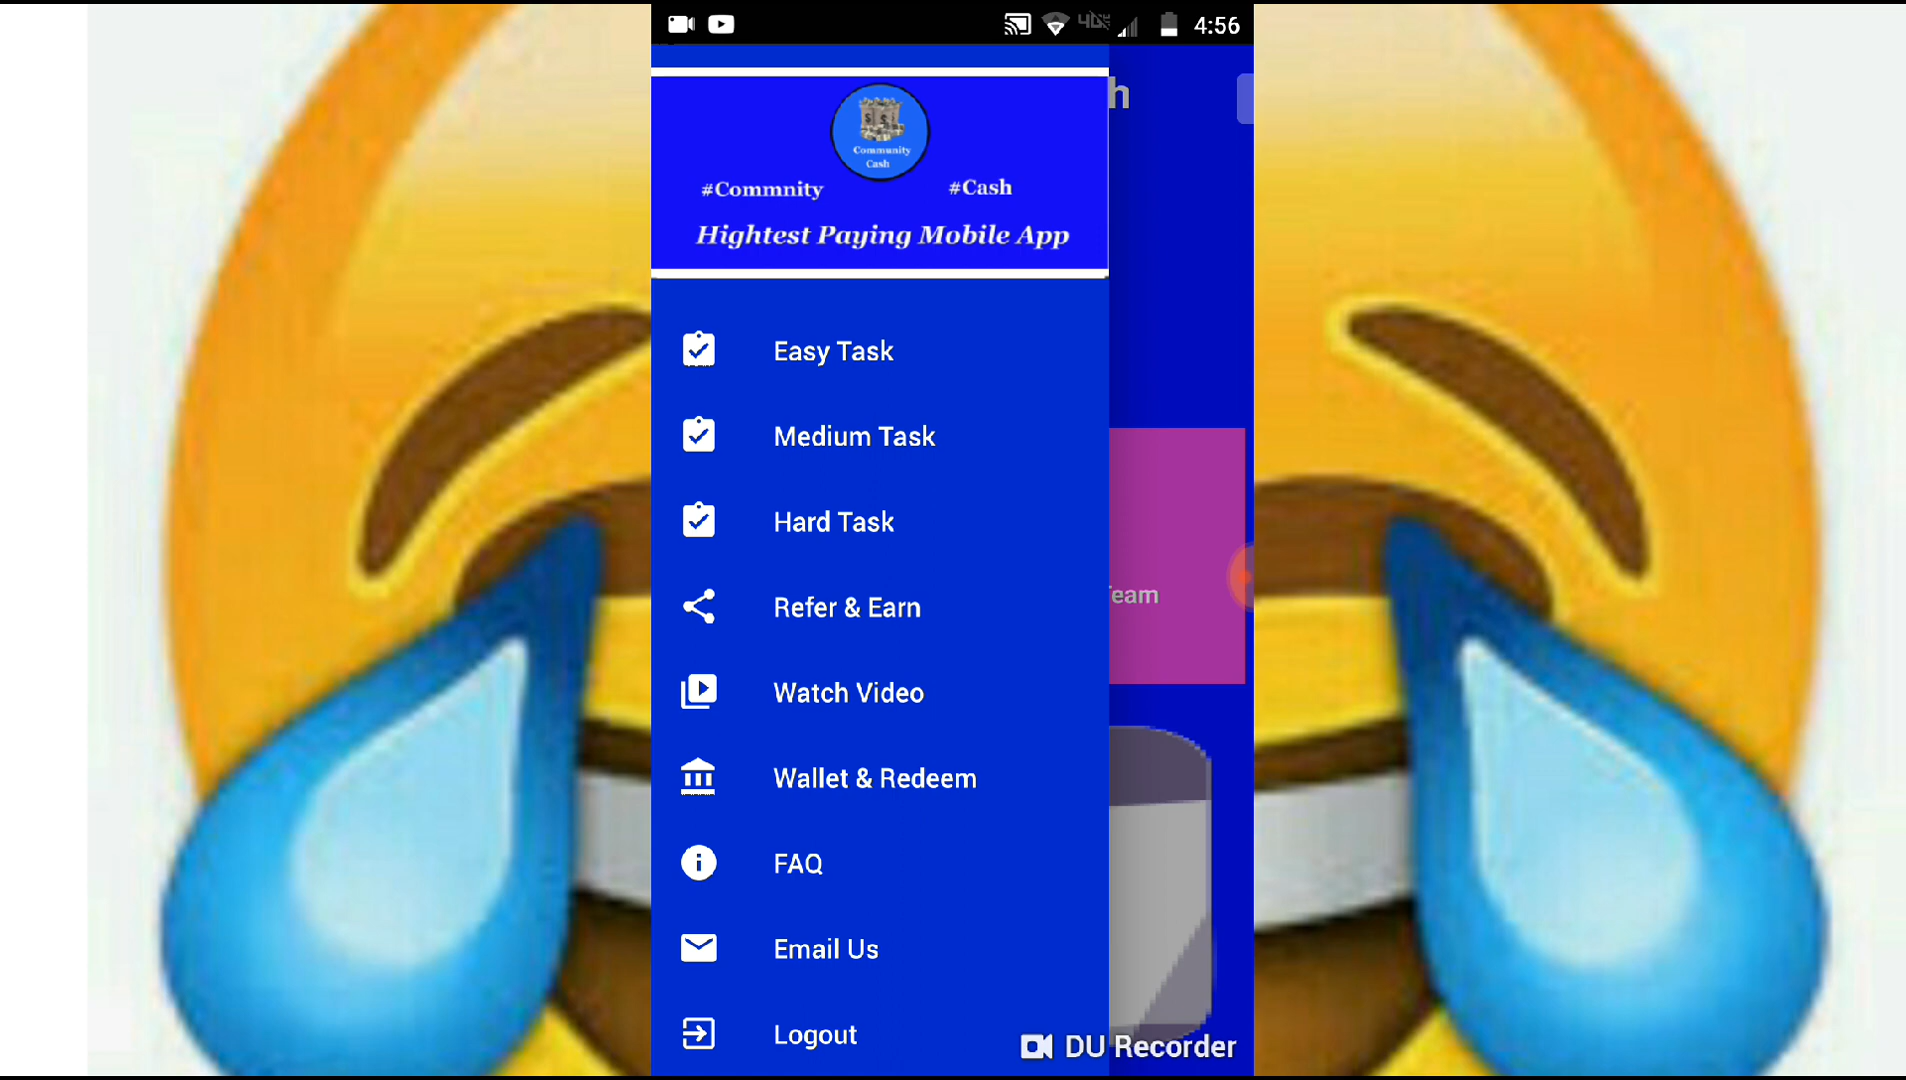 4:56
h
Community
Cash
#Commnity
#Cash
Hightest Paying Mobile App
Easy Task
Medium Task
Hard Task
Refer & Earn
Team
Watch Video
Wallet & Redeem
FAQ
Email Us
Logout
DU Recorder